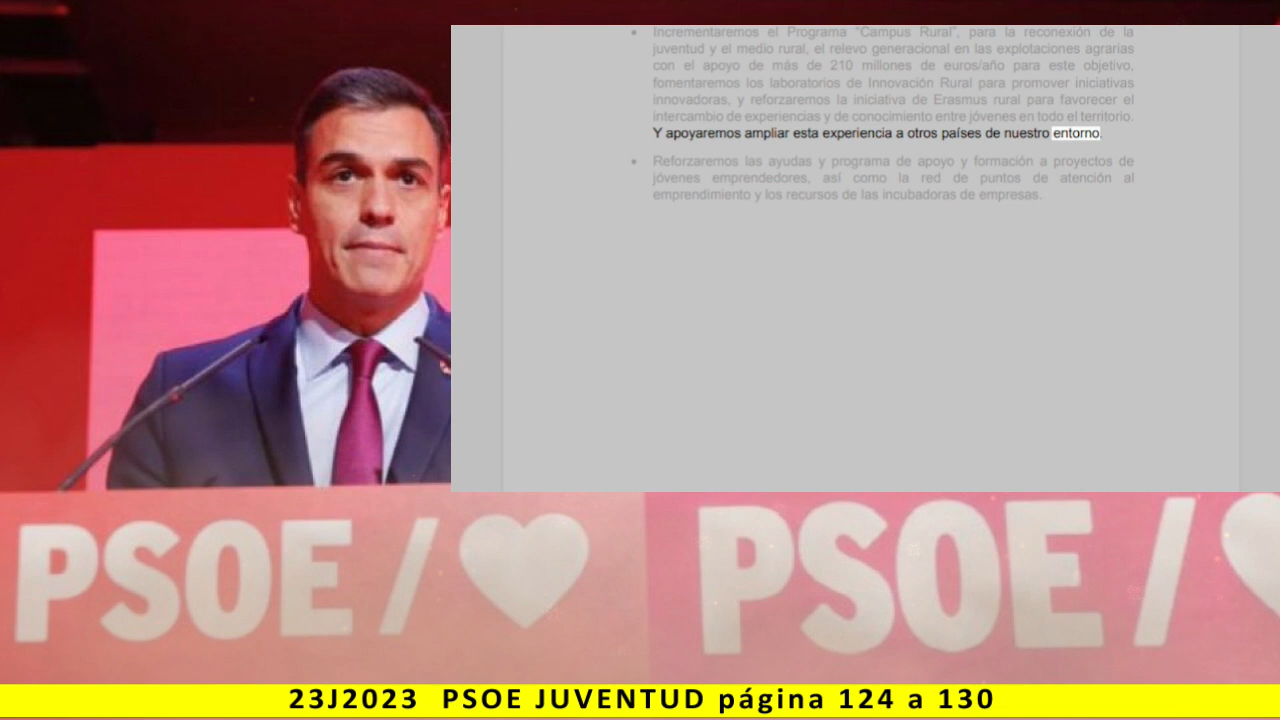 • Incrementaremos el Programa "Campus Rural", para la reconexión de la
juventud y el medio rural, el relevo generacional en las explotaciones agrarias
con el apoyo de más de 210 millones de euros/año para este objetivo,
fomentaremos los laboratorios de Innovación Rural para promover iniciativas
innovadoras, y reforzaremos la iniciativa de Erasmus rural para favorecer el
intercambio de experiencias y de conocimiento entre jóvenes en todo el territorio.
Y apoyaremos ampliar esta experiencia a otros países de nuestro entorno.
• Reforzaremos las ayudas y programa de apoyo y formación a proyectos de
jóvenes emprendedores, así como la red de puntos de atención al
emprendimiento y los recursos de las incubadoras de empresas.
PSOE / PSOE /
23J2023 PSOE JUVENTUD página 124 a 130